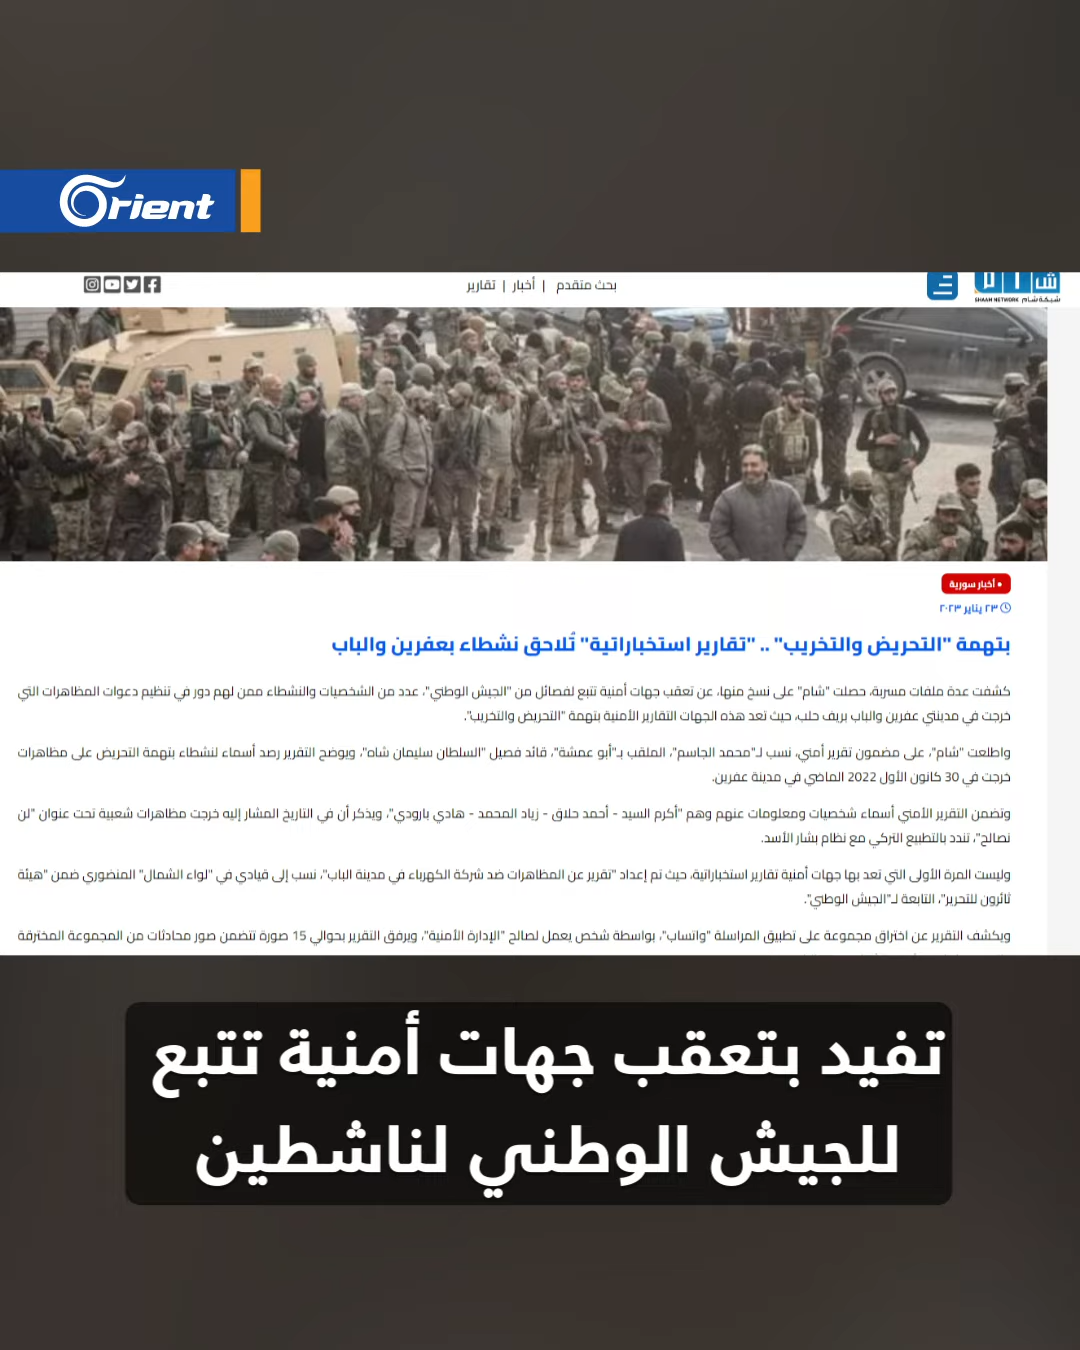 Orient
بحث متقدم | أخبار | تقارير
شام
SHAAM NETWORK شبكة شام
• أخبار سورية
٢٣ يناير ٢٠٢٣
بتهمة "التحريض والتخريب" .. "تقارير استخباراتية" تُلاحق نشطاء بعفرين والباب
كشفت عدة ملفات مسربة، حصلت "شام" على نسخ منها، عن تعقب جهات أمنية تتبع لفصائل من "الجيش الوطني"، عدد من الشخصيات والنشطاء ممن لهم دور في تنظيم دعوات المظاهرات التي
خرجت في مدينتي عفرين والباب بريف حلب، حيث تعد هذه الجهات التقارير الأمنية بتهمة "التحريض والتخريب".
واطلعت "شام"، على مضمون تقرير أمني، نسب لـ"محمد الجاسم"، الملقب بـ"أبو عمشة"، قائد فصيل "السلطان سليمان شاه"، ويوضح التقرير رصد أسماء لنشطاء بتهمة التحريض على مظاهرات
خرجت في 30 كانون الأول 2022 الماضي في مدينة عفرين.
وتضمن التقرير الأمني أسماء شخصيات ومعلومات عنهم وهم "أكرم السيد - أحمد حلاق - زياد المحمد - هادي بارودي"، ويذكر أن في التاريخ المشار إليه خرجت مظاهرات شعبية تحت عنوان "لن
نصالح"، تندد بالتطبيع التركي مع نظام بشار الأسد.
وليست المرة الأولى التي تعد بها جهات أمنية تقارير استخباراتية، حيث تم إعداد "تقرير عن المظاهرات ضد شركة الكهرباء في مدينة الباب"، نسب إلى قيادي في "لواء الشمال" المنضوري ضمن "هيئة
ثائرون للتحرير"، التابعة لـ"الجيش الوطني".
ويكشف التقرير عن اختراق مجموعة على تطبيق المراسلة "واتساب"، بواسطة شخص يعمل لصالح "الإدارة الأمنية"، ويرفق التقرير بحوالي 15 صورة تتضمن صور محادثات من المجموعة المخترقة
تفيد بتعقب جهات أمنية تتبع
للجيش الوطني لناشطين